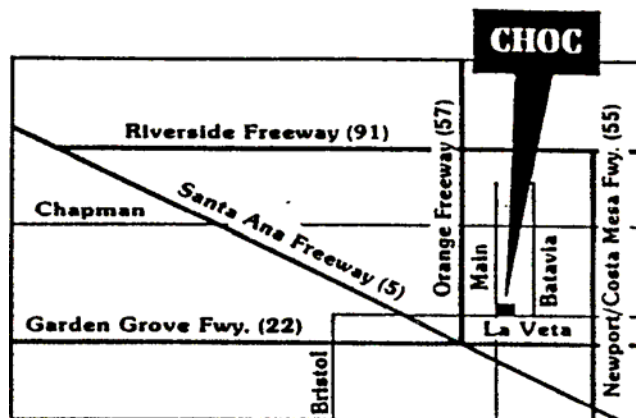 CHOC
Riverside Freeway (91)
Orange Freeway (57)
Newport/Costa Mesa Fwy. (55)
Santa Ana Freeway (5)
Chapman
Main
Batavia
Garden Grove Fwy. (22)
La Veta
Bristol